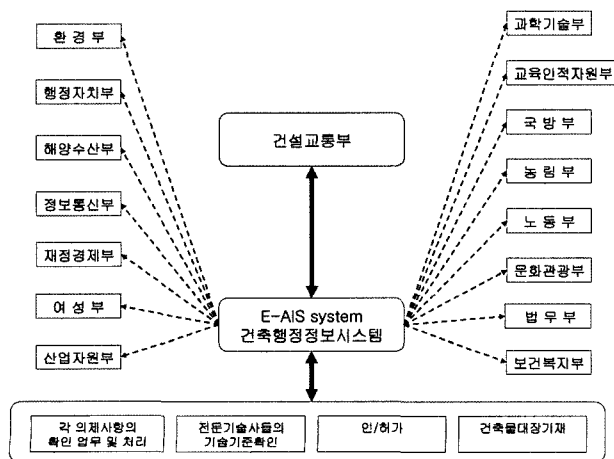 환 경 부
행정자치부
해양수산부
정보통신부
재정경제부
여 성 부
산업자원부
건설교통부
E-AIS system
건축행정정보시스템
과학기술부
교육인적자원부
국 방 부
농 림 부
노 동 부
문화관광부
법 무 부
보건복지부
각 의제사항의
확인 업무 및 처리
전문기술사들의
기술기준확인
인/허가
건축물대장기재